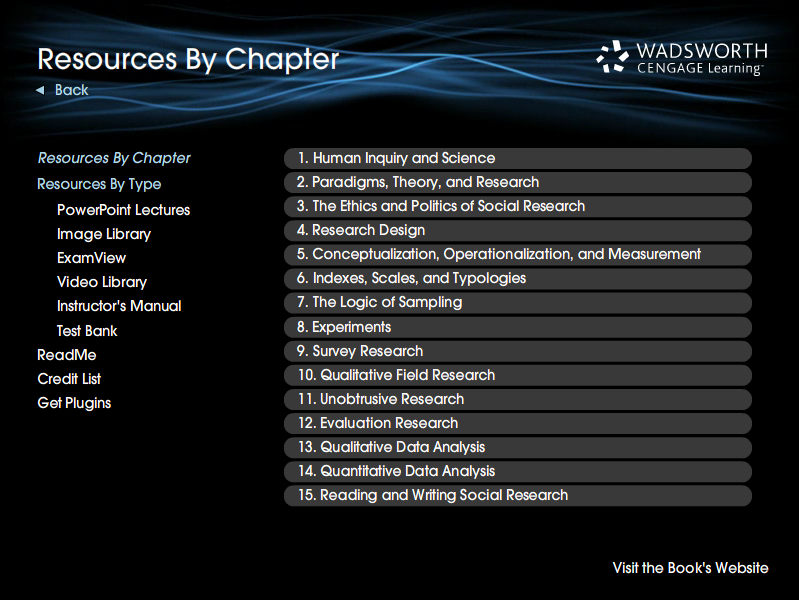 Resources By Chapter
WADSWORTH
CENGAGE Learning™
◄ Back
Resources By Chapter
Resources By Type
PowerPoint Lectures
Image Library
ExamView
Video Library
Instructor's Manual
Test Bank
ReadMe
Credit List
Get Plugins
1. Human Inquiry and Science
2. Paradigms, Theory, and Research
3. The Ethics and Politics of Social Research
4. Research Design
5. Conceptualization, Operationalization, and Measurement
6. Indexes, Scales, and Typologies
7. The Logic of Sampling
8. Experiments
9. Survey Research
10. Qualitative Field Research
11. Unobtrusive Research
12. Evaluation Research
13. Qualitative Data Analysis
14. Quantitative Data Analysis
15. Reading and Writing Social Research
Visit the Book's Website